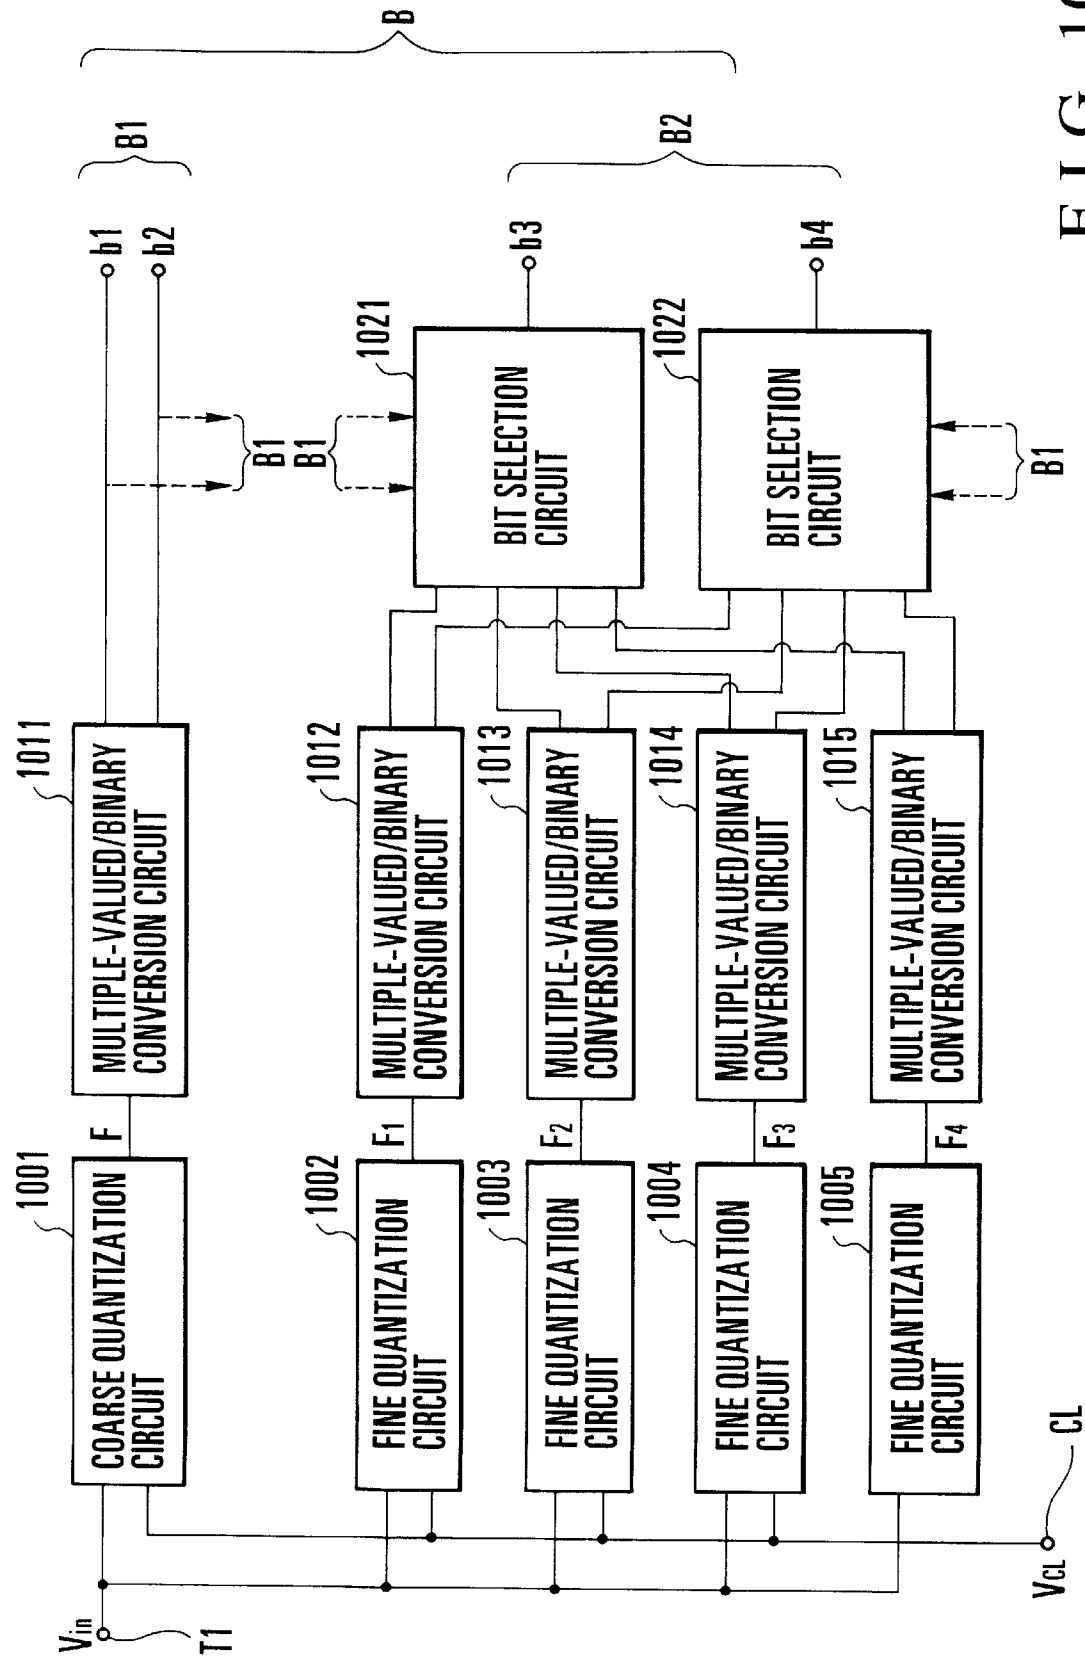 Vin
T1
VCL
CL
1001
COARSE QUANTIZATION
CIRCUIT
F
1011
MULTIPLE-VALUED/BINARY
CONVERSION CIRCUIT
b1
b2
B1
B
B1
1002
FINE QUANTIZATION
CIRCUIT
F1
1012
MULTIPLE-VALUED/BINARY
CONVERSION CIRCUIT
B1
1021
BIT SELECTION
CIRCUIT
b3
B2
1003
FINE QUANTIZATION
CIRCUIT
F2
1013
MULTIPLE-VALUED/BINARY
CONVERSION CIRCUIT
1004
FINE QUANTIZATION
CIRCUIT
F3
1014
MULTIPLE-VALUED/BINARY
CONVERSION CIRCUIT
1022
BIT SELECTION
CIRCUIT
b4
B1
1005
FINE QUANTIZATION
CIRCUIT
F4
1015
MULTIPLE-VALUED/BINARY
CONVERSION CIRCUIT
FIG. 10